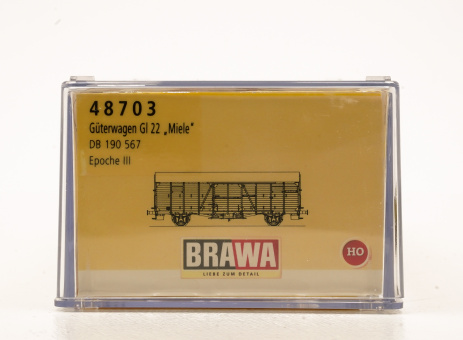 48703
Güterwagen Gl 22 „Miele“
DB 190 567
Epoche III
BRAWA
LIEBE ZUM DETAIL
HO